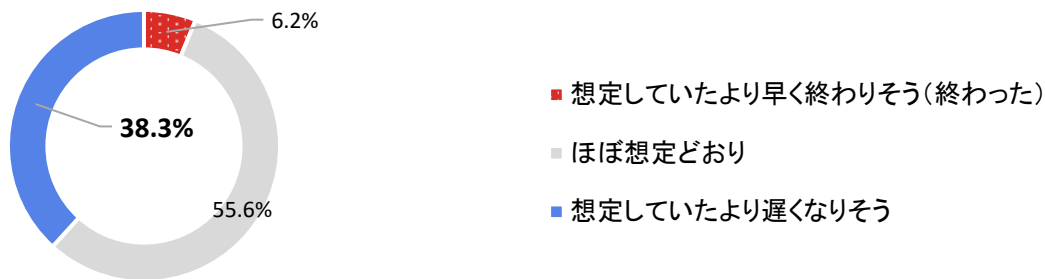 6.2%
38.3%
55.6%
想定していたより早く終わりそう（終わった）
ほぼ想定どおり
想定していたより遅くなりそう